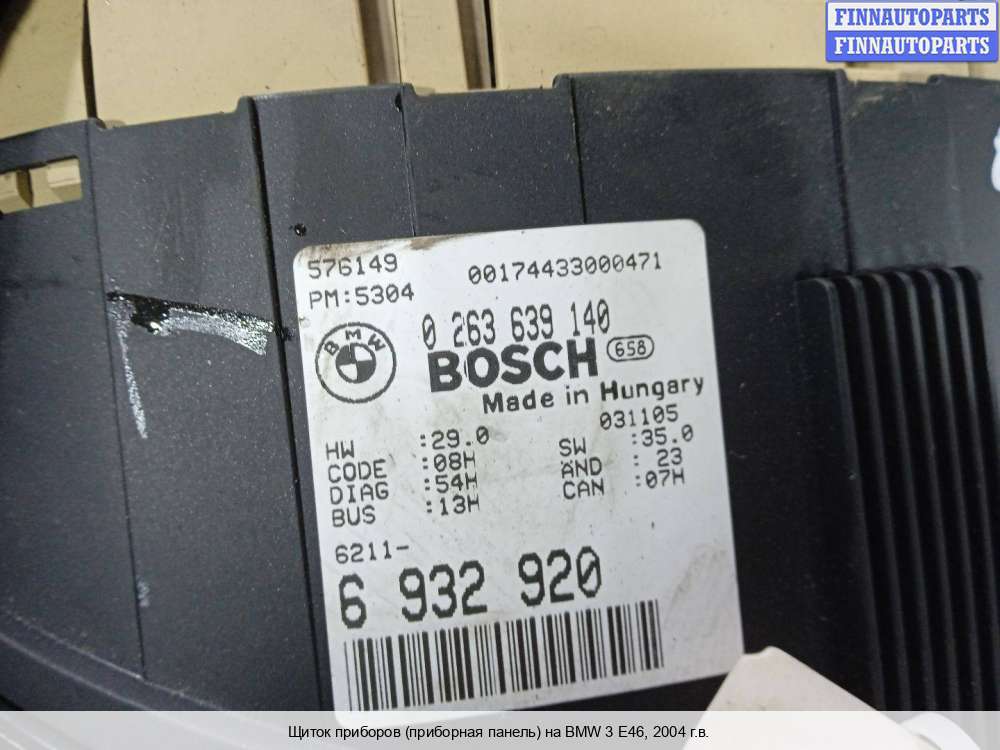 FINNAUTOPARTS
FINNAUTOPARTS
576149
00174433000471
PM:5304
0 263 639 140
BMW
BOSCH 658
Made in Hungary
031105
HW :29.0 SW :35.0
CODE :08H AND : 23
DIAG :54H CAN :07H
BUS :13H
6211-
6 932 920
Щиток приборов (приборная панель) на BMW 3 E46, 2004 г.в.